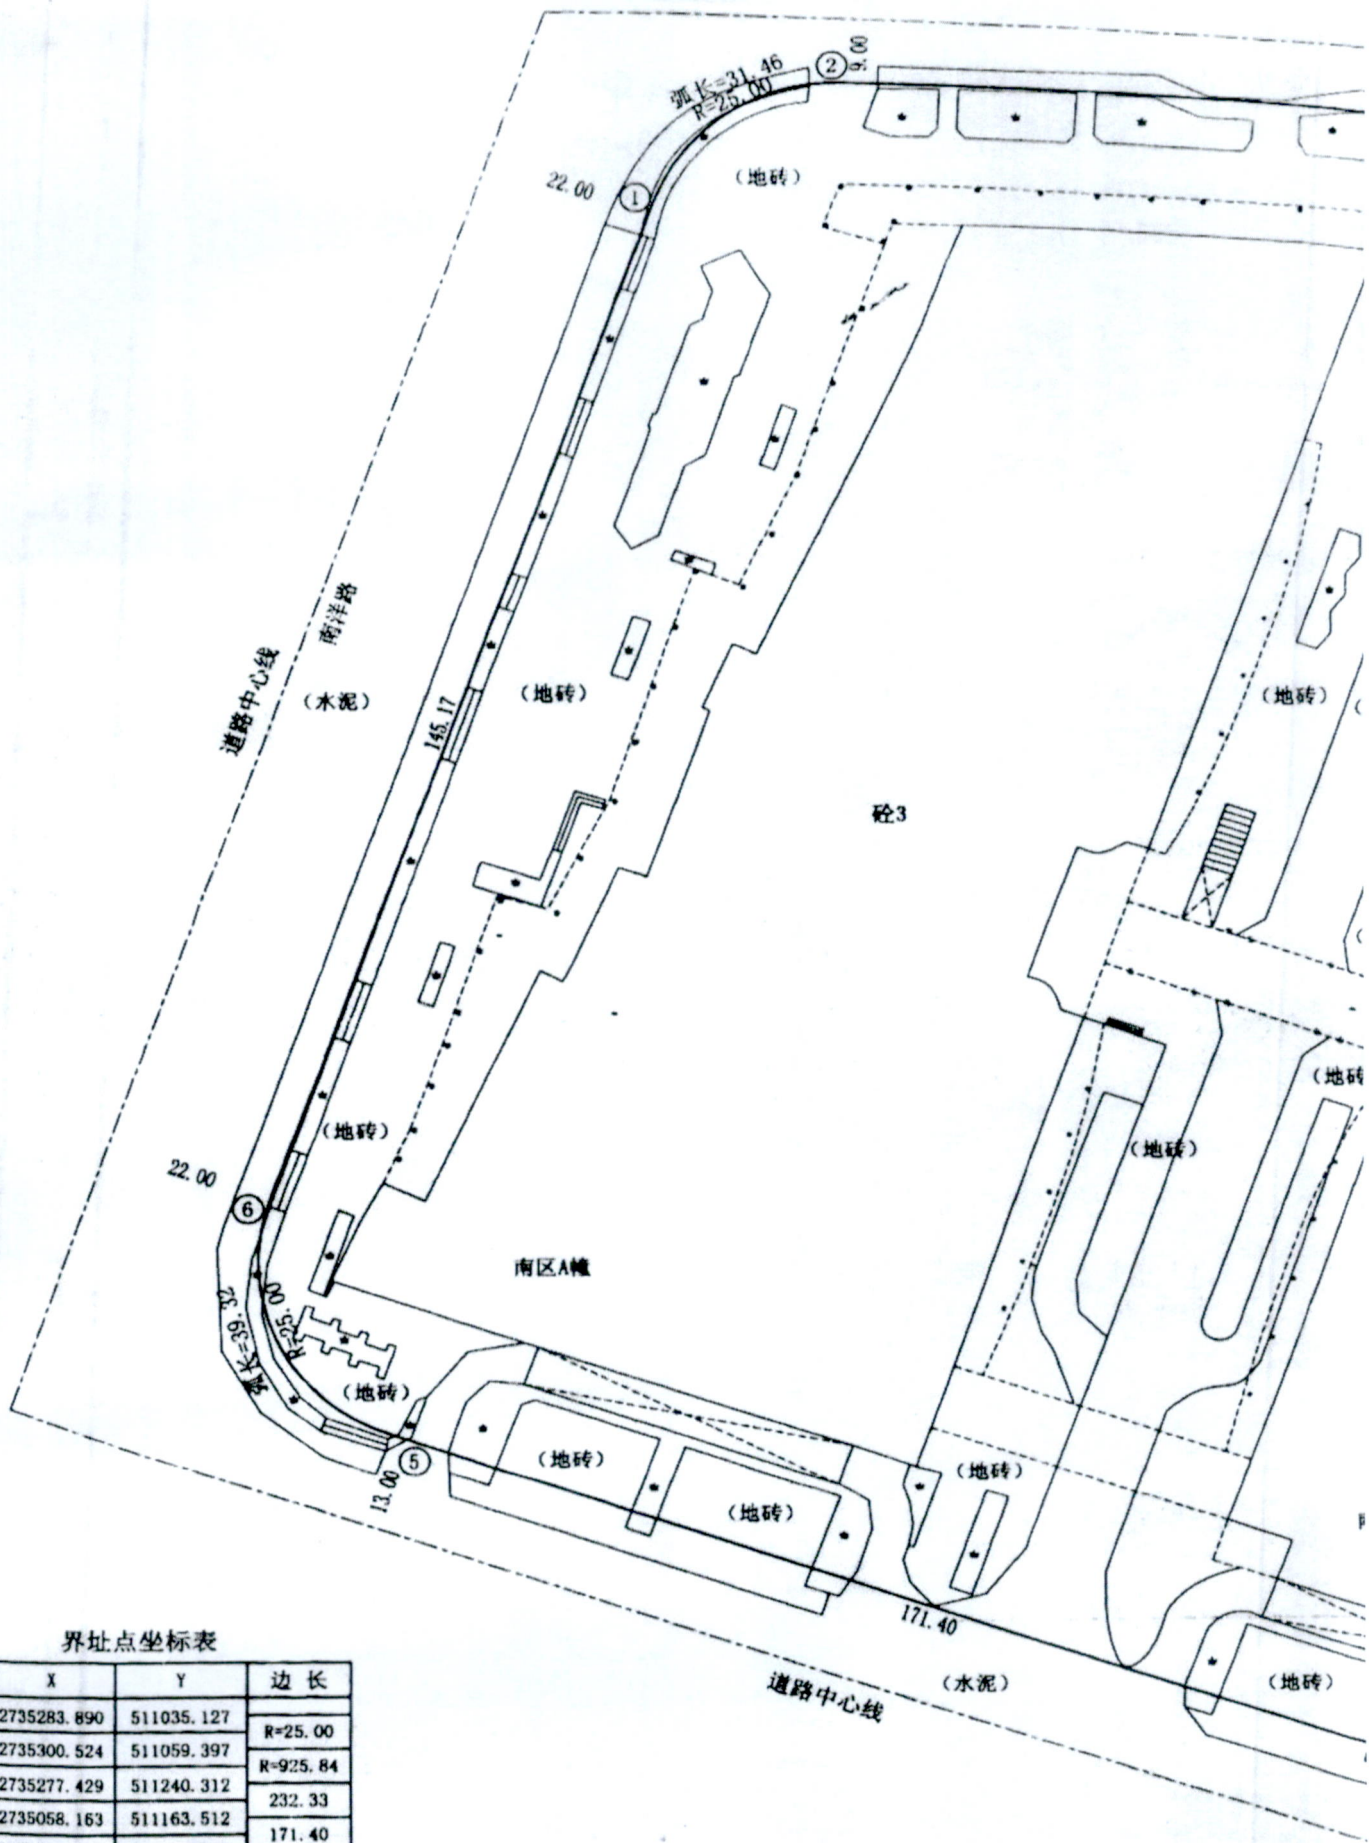 ②
9.00
弧长=31.46
R=25.00
22.00
①
(地砖)
南洋路
道路中心线
(水泥)
145.17
(地砖)
(地砖)
砼3
(地砖)
(地砖)
(地砖)
22.00
⑥
南区A幢
弧长=39.32
R=25.00
(地砖)
⑤
13.00
(地砖)
(地砖)
(地砖)
171.40
道路中心线
(水泥)
(地砖)
界址点坐标表
X Y 边长
2735283.890 511035.127
R=25.00
2735300.524 511059.397
R=925.84
2735277.429 511240.312
232.33
2735058.163 511163.512
171.40